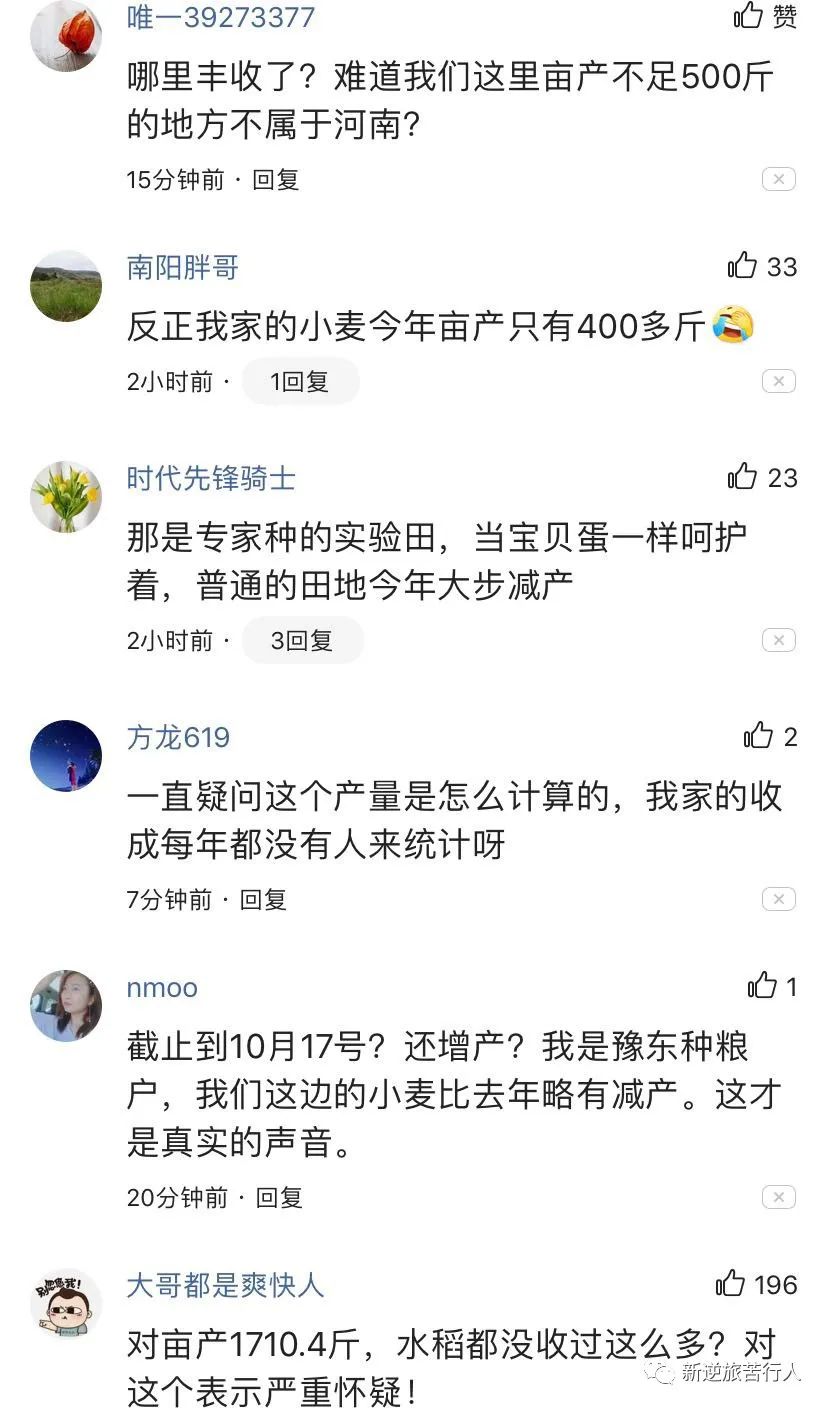 唯一39273377
赞
哪里丰收了？难道我们这里亩产不足500斤
的地方不属于河南？
15分钟前 · 回复
南阳胖哥
33
反正我家的小麦今年亩产只有400多斤😂
2小时前 · 1回复
时代先锋骑士
23
那是专家种的实验田，当宝贝蛋一样呵护
着，普通的田地今年大步减产
2小时前 · 3回复
方龙619
2
一直疑问这个产量是怎么计算的，我家的收
成每年都没有人来统计呀
7分钟前 · 回复
nmoo
1
截止到10月17号？还增产？我是豫东种粮
户，我们这边的小麦比去年略有减产。这才
是真实的声音。
20分钟前 · 回复
大哥都是爽快人
196
对亩产1710.4斤，水稻都没收过这么多？对
这个表示严重怀疑！
新逆旅苦行人